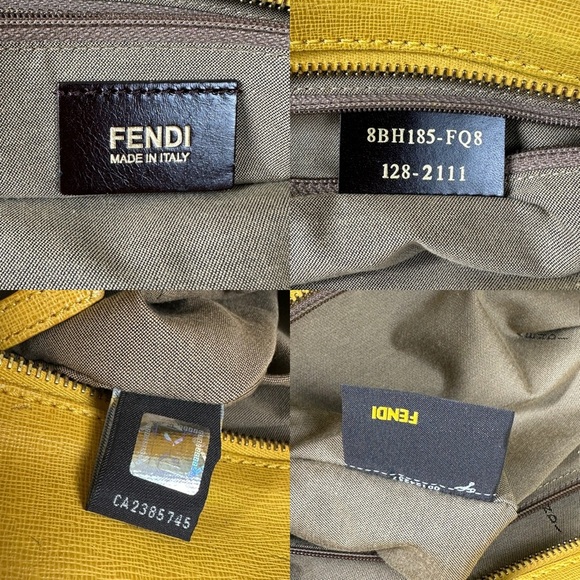 FENDI
MADE IN ITALY
8BH185-FQ8
128-2111
CA2385745
FENDI